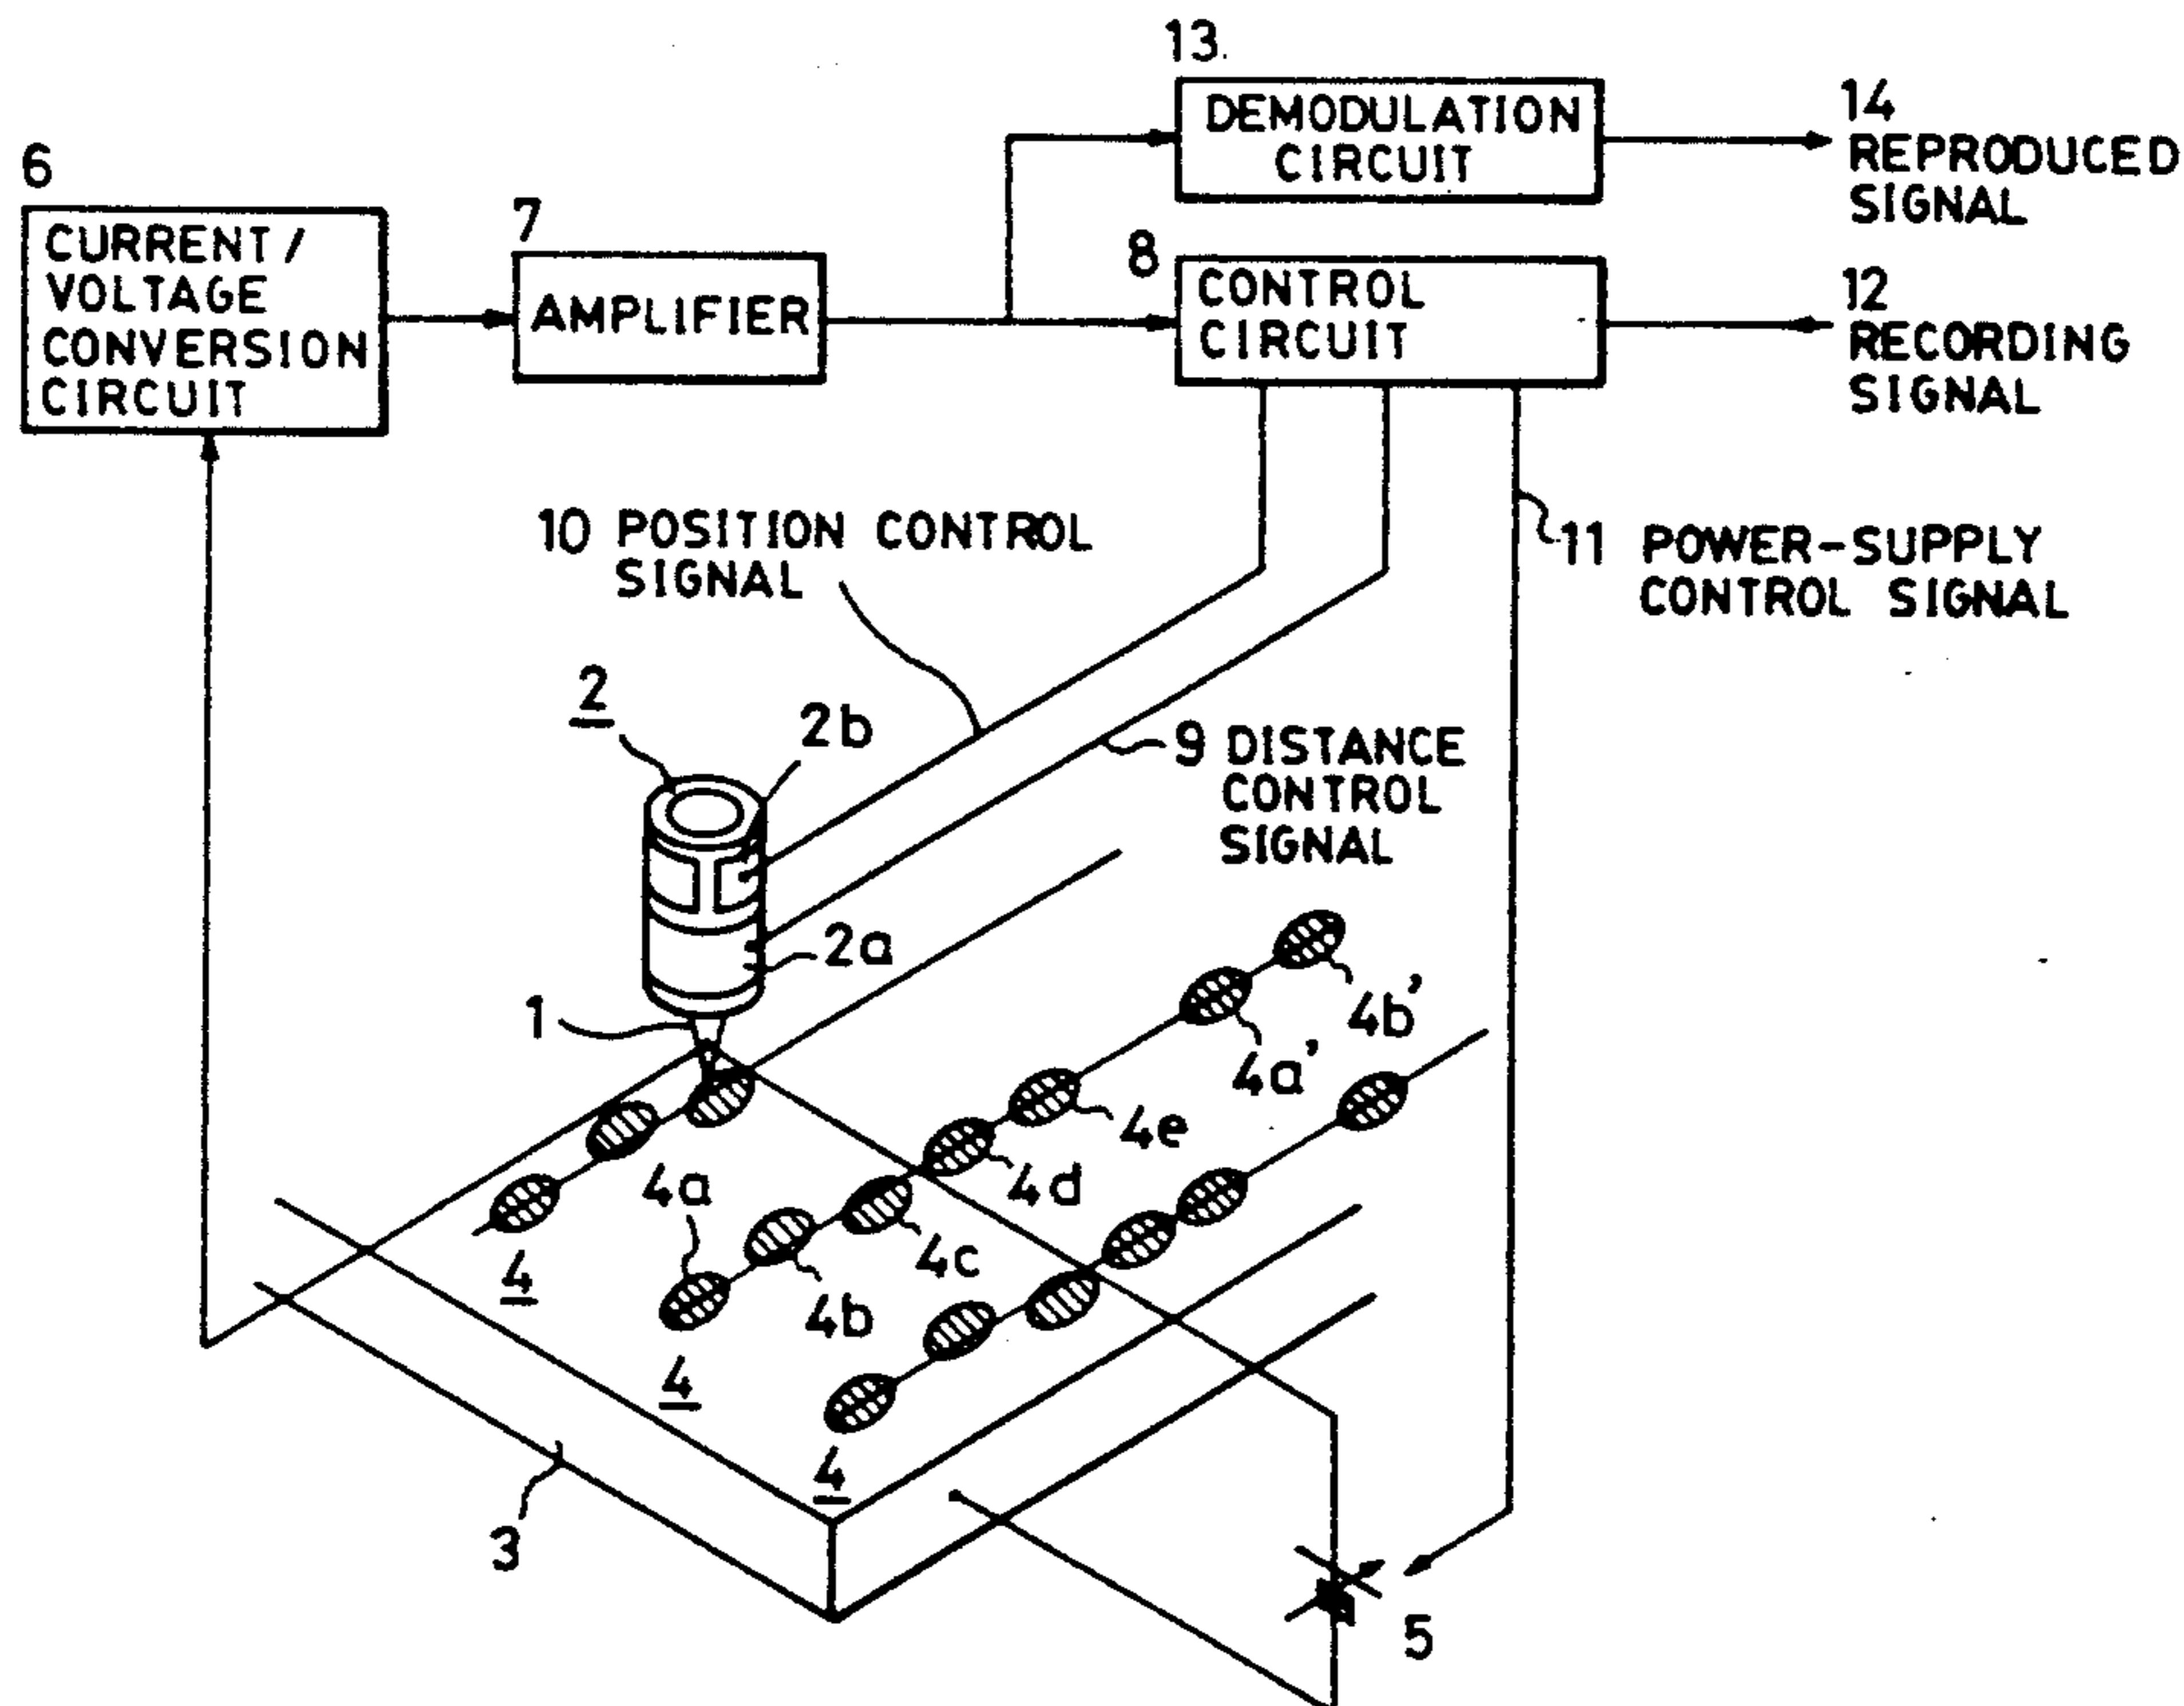 13.
DEMODULATION
CIRCUIT
14
REPRODUCED
SIGNAL
6
CURRENT/
VOLTAGE
CONVERSION
CIRCUIT
7
AMPLIFIER
8
CONTROL
CIRCUIT
12
RECORDING
SIGNAL
10 POSITION CONTROL
SIGNAL
11 POWER-SUPPLY
CONTROL SIGNAL
2
2b
9 DISTANCE
CONTROL
SIGNAL
2a
1
4b'
4a'
4e
4d
4a
4c
4
4b
4
4
3
5